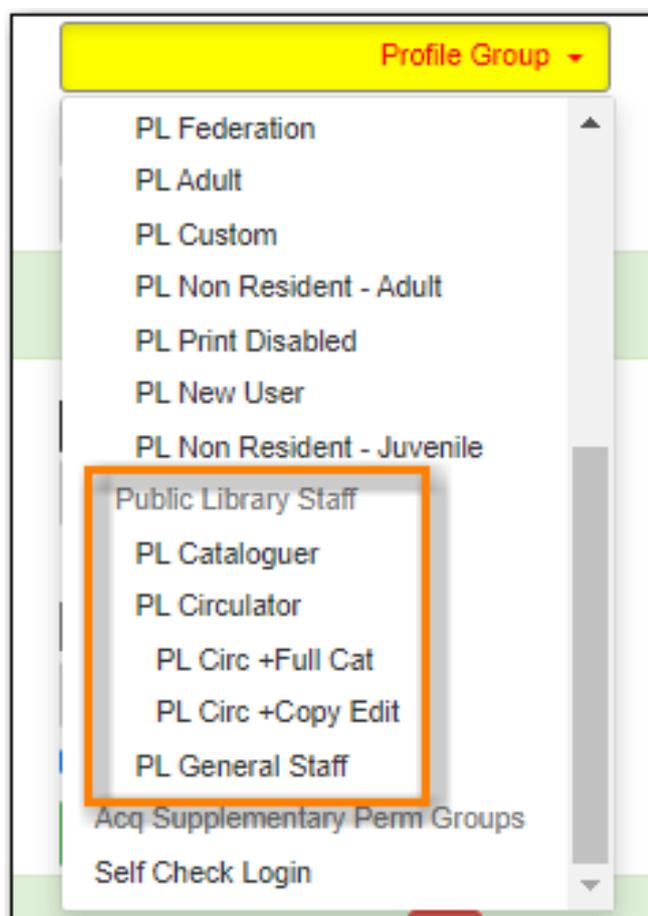 Profile Group
PL Federation
PL Adult
PL Custom
PL Non Resident - Adult
PL Print Disabled
PL New User
PL Non Resident - Juvenile
Public Library Staff
PL Cataloguer
PL Circulator
PL Circ +Full Cat
PL Circ +Copy Edit
PL General Staff
Acq Supplementary Perm Groups
Self Check Login